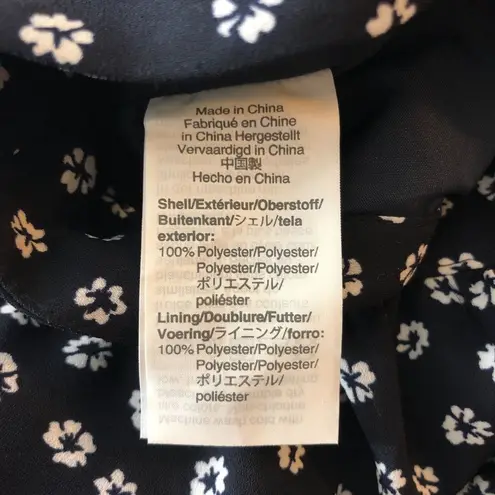 Made in China
Fabriqué en Chine
in China Hergestellt
Vervaardigd in China
中国製
Hecho en China
Shell/Extérieur/Oberstoff/
Buitenkant/シェル/tela
exterior:
100% Polyester/Polyester/
Polyester/Polyester/
ポリエステル/
poliéster
Lining/Doublure/Futter/
Voering/ライニング/forro:
100% Polyester/Polyester/
Polyester/Polyester/
ポリエステル/
poliéster